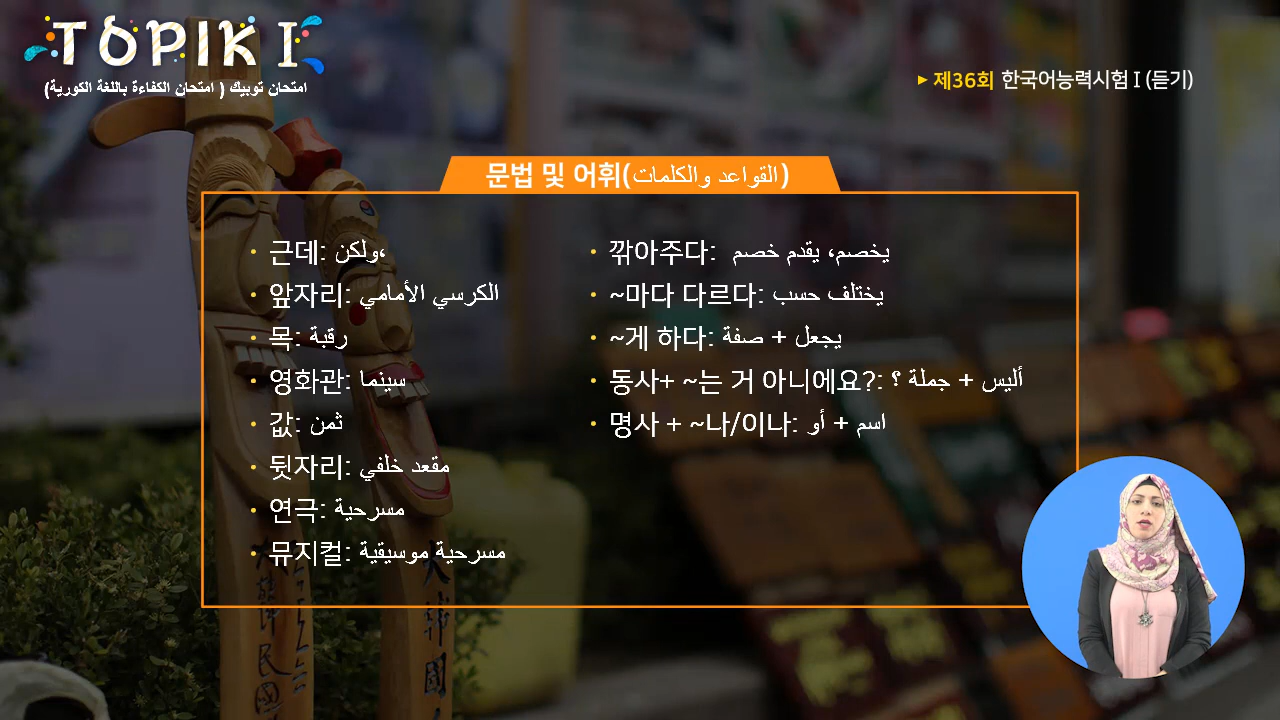 TOPIK I
امتحان توبيك ( امتحان الكفاءة باللغة الكورية)
▸ 제36회 한국어능력시험 I (듣기)
문법 및 어휘(القواعد والكلمات)
• 근데: ولكن،
• 앞자리: الكرسي الأمامي
• 목: رقبة
• 영화관: سينما
• 값: ثمن
• 뒷자리: مقعد خلفي
• 연극: مسرحية
• 뮤지컬: مسرحية موسيقية
• 깎아주다: يخصم، يقدم خصم
• ~마다 다르다: يختلف حسب
• ~게 하다: يجعل + صفة
• 동사+ ~는 거 아니에요?: أليس + جملة ؟
• 명사 + ~나/이나: اسم + أو
大韓民國